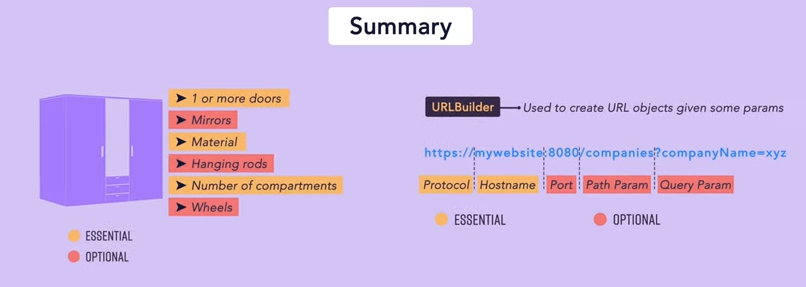 Summary
➤ 1 or more doors
➤ Mirrors
➤ Material
➤ Hanging rods
➤ Number of compartments
➤ Wheels
ESSENTIAL
OPTIONAL
URLBuilder Used to create URL objects given some params
https://mywebsite:8080/companies?companyName=xyz
Protocol Hostname Port Path Param Query Param
ESSENTIAL OPTIONAL